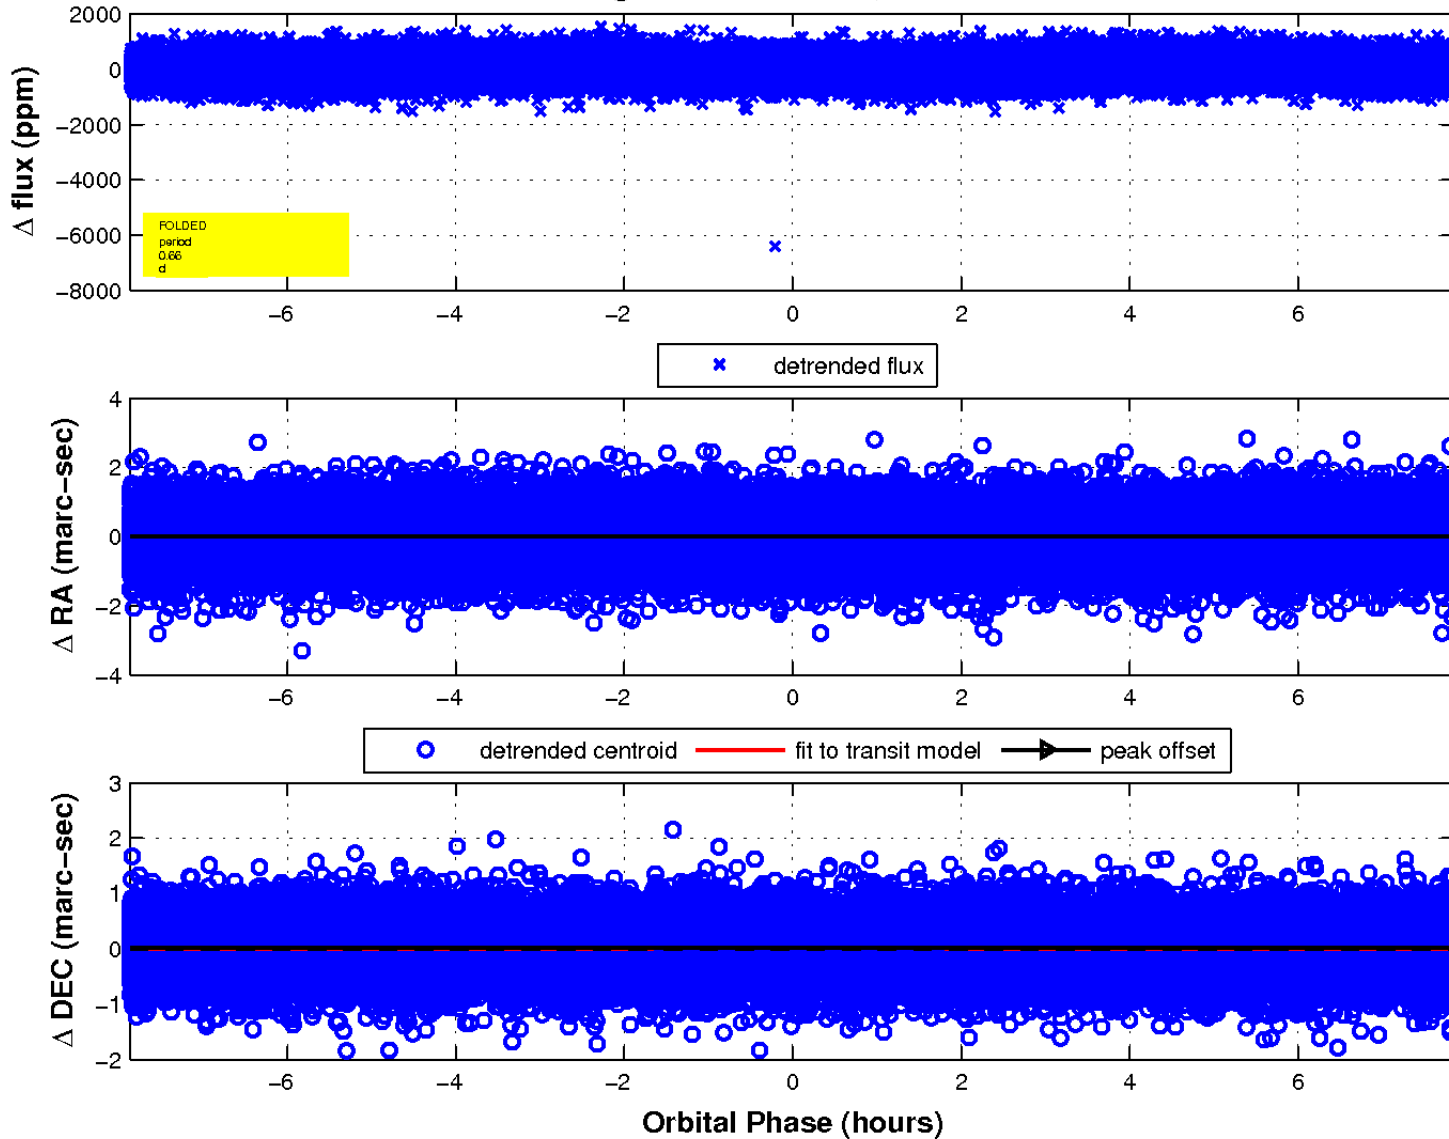 2000
0
−2000
−4000
−6000
−8000
Δ flux (ppm)
FOLDED
period
0.66
d
−6 −4 −2 0 2 4 6
detrended flux
4
2
0
−2
−4
Δ RA (marc−sec)
−6 −4 −2 0 2 4 6
detrended centroid fit to transit model peak offset
3
2
1
0
−1
−2
Δ DEC (marc−sec)
−6 −4 −2 0 2 4 6
Orbital Phase (hours)